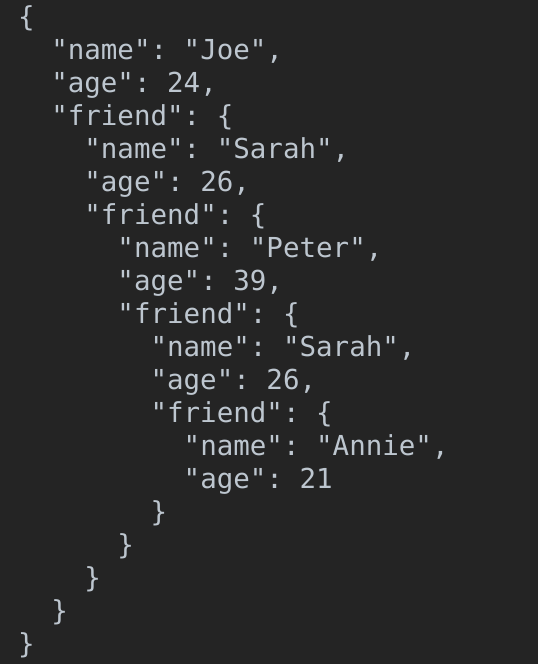 {
  "name": "Joe",
  "age": 24,
  "friend": {
    "name": "Sarah",
    "age": 26,
    "friend": {
      "name": "Peter",
      "age": 39,
      "friend": {
        "name": "Sarah",
        "age": 26,
        "friend": {
          "name": "Annie",
          "age": 21
        }
      }
    }
  }
}